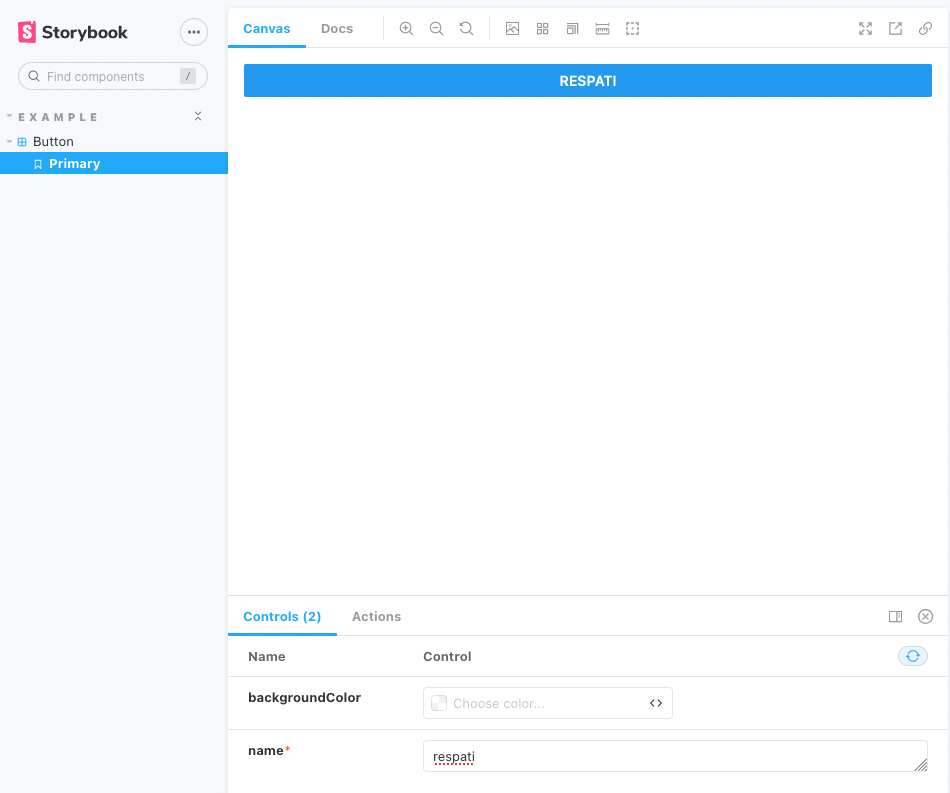 Storybook
Find components /
EXAMPLE
Button
Primary
Canvas Docs
RESPATI
Controls (2) Actions
Name Control
backgroundColor Choose color...
name* respati